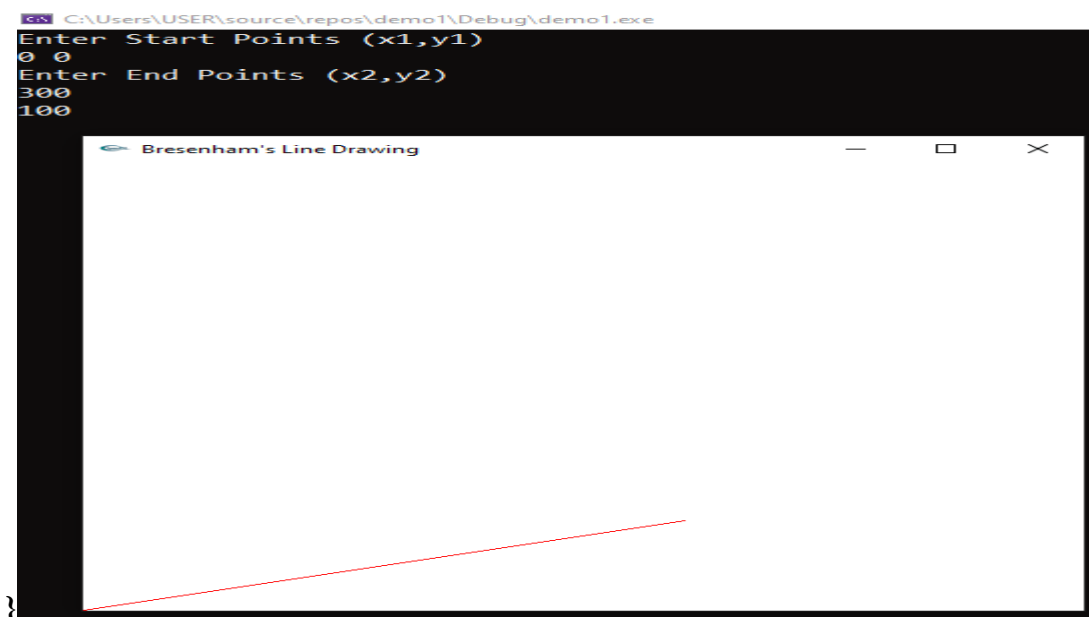 C:\Users\USER\source\repos\demo1\Debug\demo1.exe
Enter Start Points (x1,y1)
0 0
Enter End Points (x2,y2)
300
100
Bresenham's Line Drawing
}